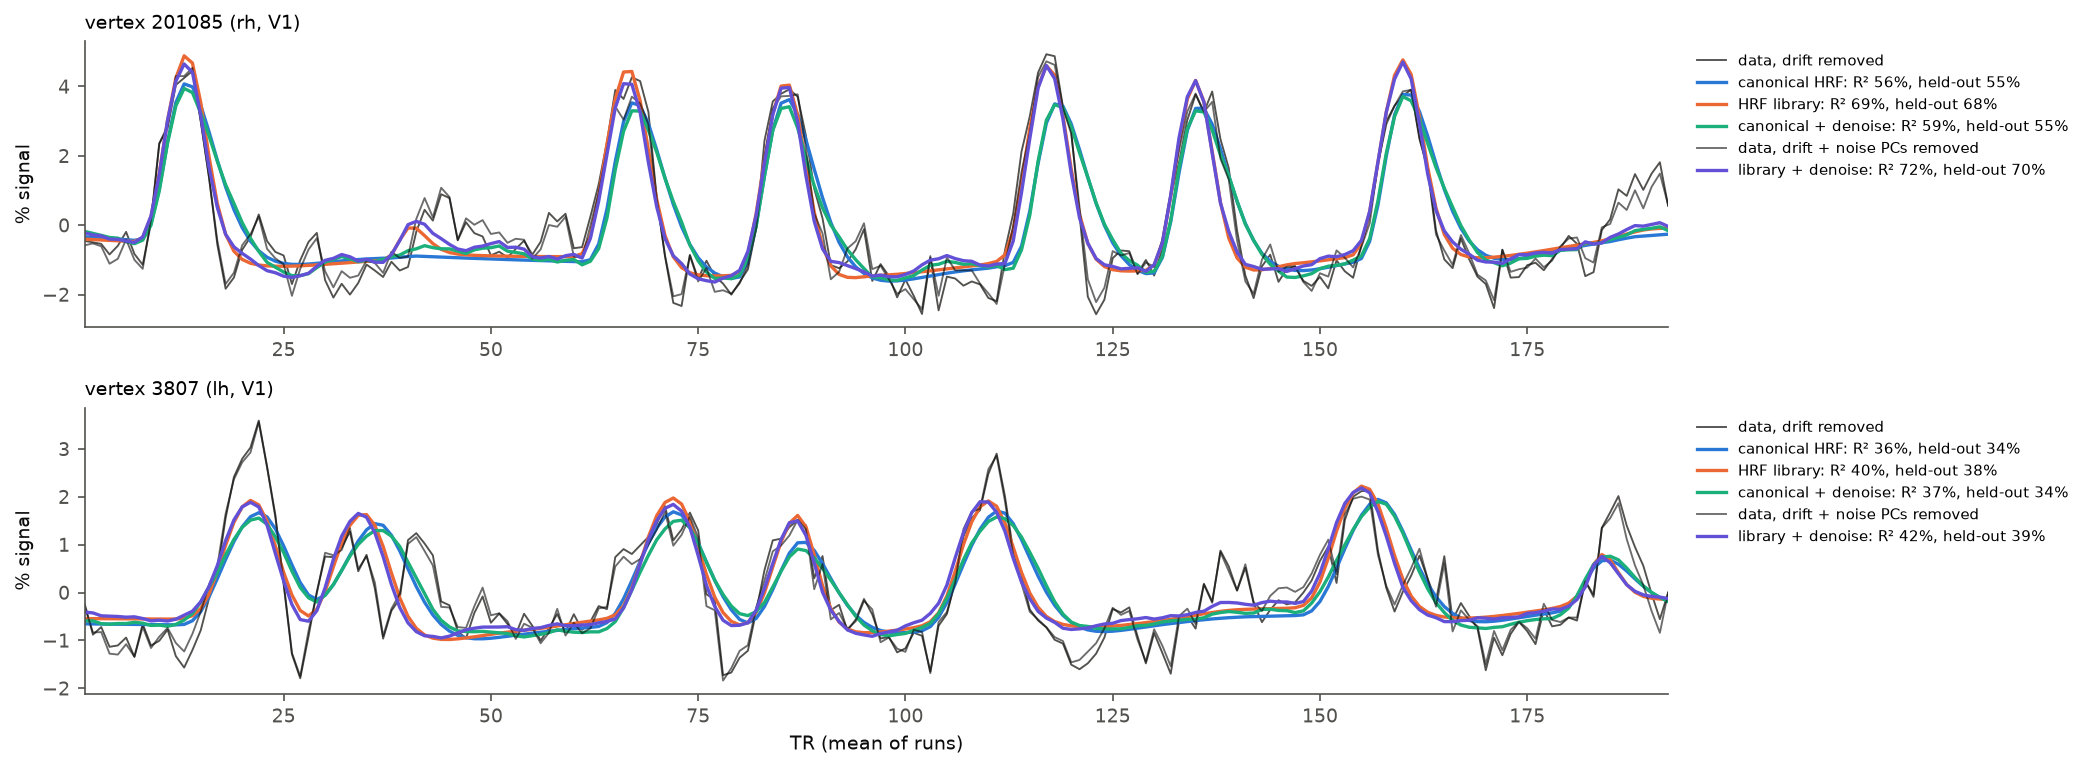 vertex 201085 (rh, V1)
% signal
4
2
0
−2
25 50 75 100 125 150 175
data, drift removed
canonical HRF: R² 56%, held-out 55%
HRF library: R² 69%, held-out 68%
canonical + denoise: R² 59%, held-out 55%
data, drift + noise PCs removed
library + denoise: R² 72%, held-out 70%
vertex 3807 (lh, V1)
% signal
3
2
1
0
−1
−2
25 50 75 100 125 150 175
TR (mean of runs)
data, drift removed
canonical HRF: R² 36%, held-out 34%
HRF library: R² 40%, held-out 38%
canonical + denoise: R² 37%, held-out 34%
data, drift + noise PCs removed
library + denoise: R² 42%, held-out 39%